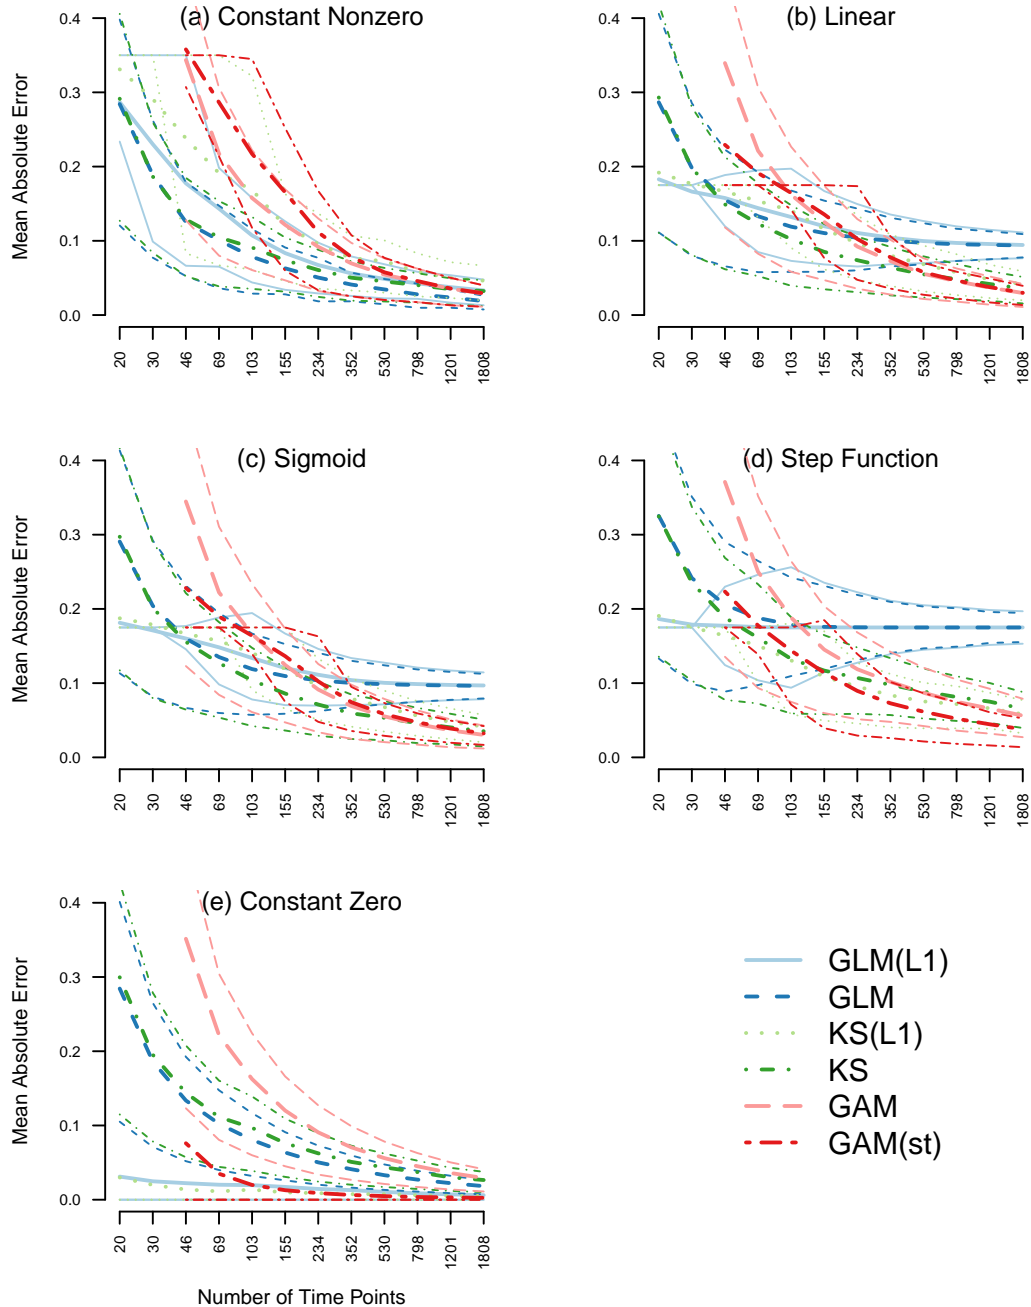 (a) Constant Nonzero
Mean Absolute Error
0.4
0.3
0.2
0.1
0.0
20 30 46 69 103 155 234 352 530 798 1201 1808
(b) Linear
0.4
0.3
0.2
0.1
0.0
20 30 46 69 103 155 234 352 530 798 1201 1808
(c) Sigmoid
Mean Absolute Error
0.4
0.3
0.2
0.1
0.0
20 30 46 69 103 155 234 352 530 798 1201 1808
(d) Step Function
0.4
0.3
0.2
0.1
0.0
20 30 46 69 103 155 234 352 530 798 1201 1808
(e) Constant Zero
Mean Absolute Error
0.4
0.3
0.2
0.1
0.0
20 30 46 69 103 155 234 352 530 798 1201 1808
Number of Time Points
GLM(L1)
GLM
KS(L1)
KS
GAM
GAM(st)